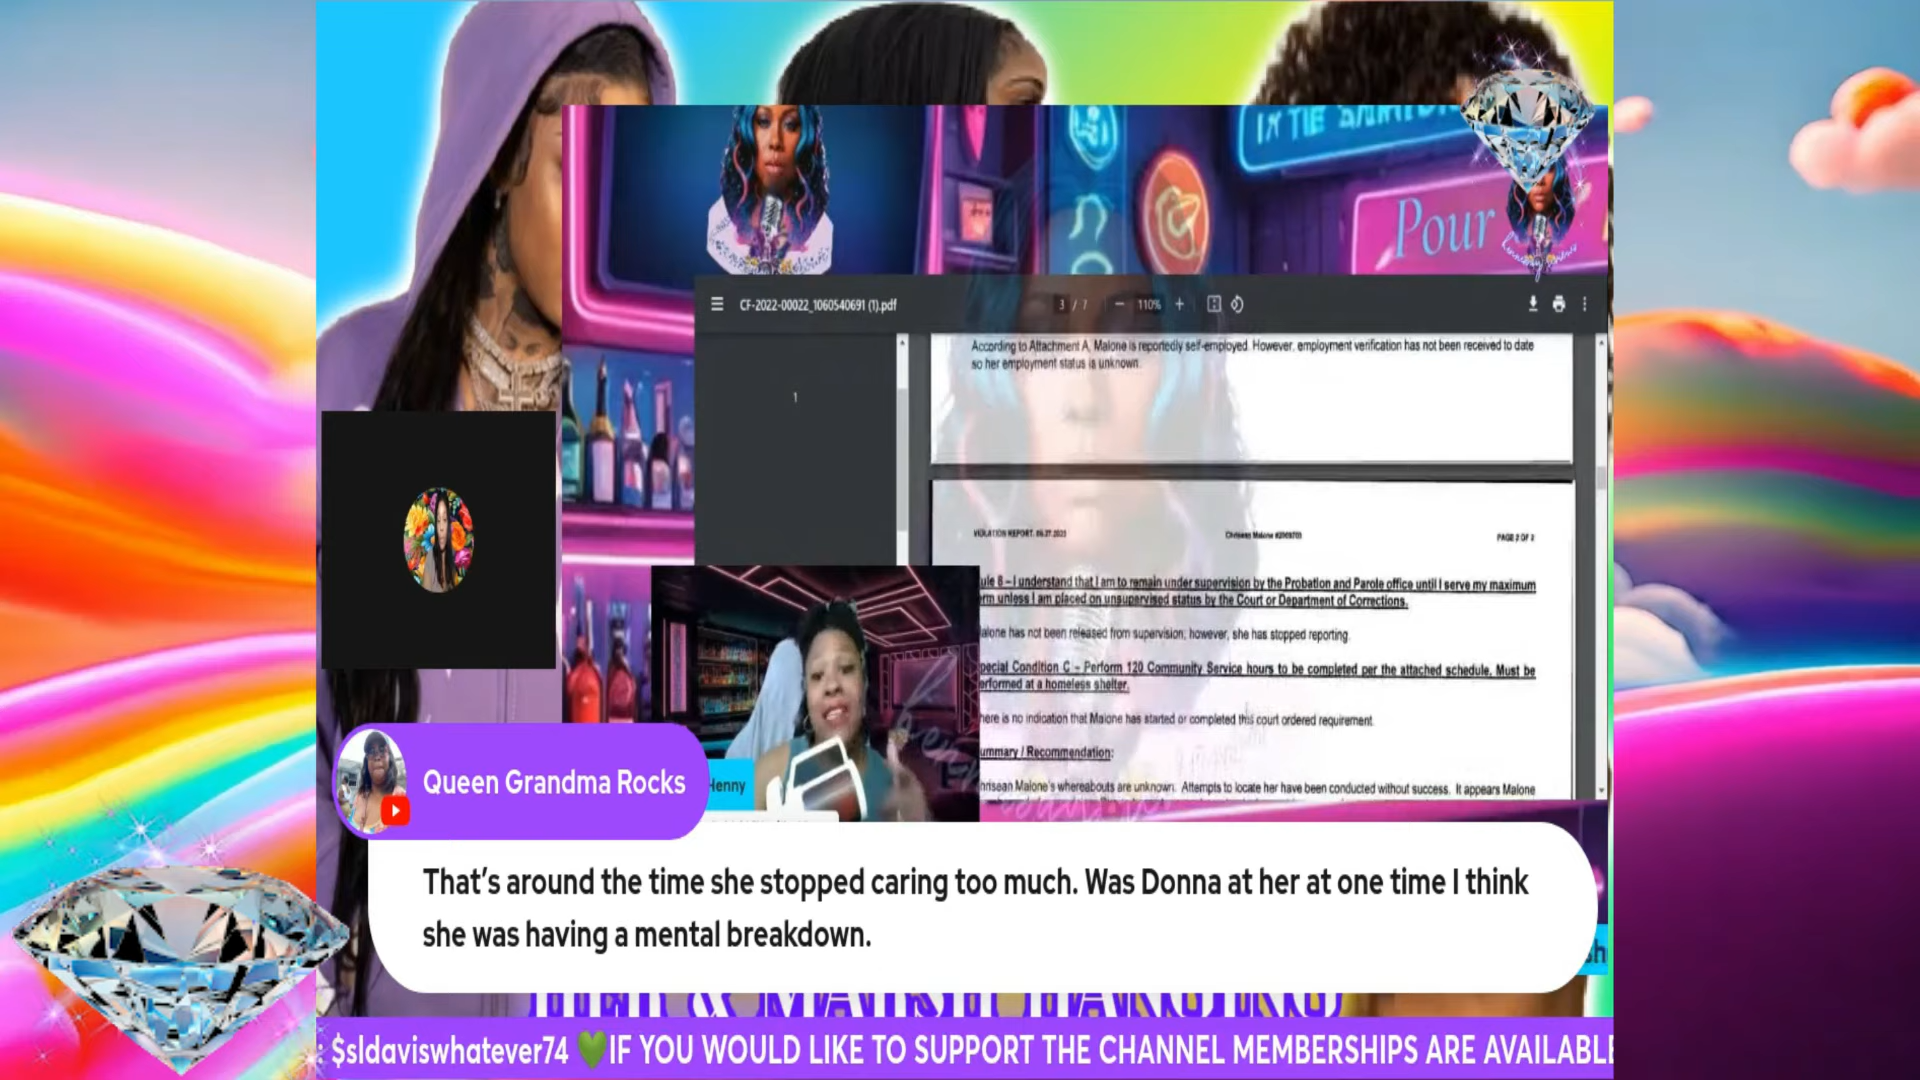 Pour
CF-2022-00022_1060540691 (1).pdf
3 / 7
110%
According to Attachment A, Malone is reportedly self-employed. However, employment verification has not been received to date
so her employment status is unknown.
1
VIOLATION REPORT, 06.27.2023
Chrisean Malone
PAGE 2 OF 2
ule 8 – I understand that I am to remain under supervision by the Probation and Parole office until I serve my maximum
erm unless I am placed on unsupervised status by the Court or Department of Corrections.
alone has not been released from supervision; however, she has stopped reporting.
pecial Condition C – Perform 120 Community Service hours to be completed per the attached schedule. Must be
erformed at a homeless shelter.
here is no indication that Malone has started or completed this court ordered requirement.
ummary / Recommendation:
hrisean Malone's whereabouts are unknown. Attempts to locate her have been conducted without success. It appears Malone
Henny
Queen Grandma Rocks
That's around the time she stopped caring too much. Was Donna at her at one time I think
she was having a mental breakdown.
: $sldaviswhatever74 💚IF YOU WOULD LIKE TO SUPPORT THE CHANNEL MEMBERSHIPS ARE AVAILABLE